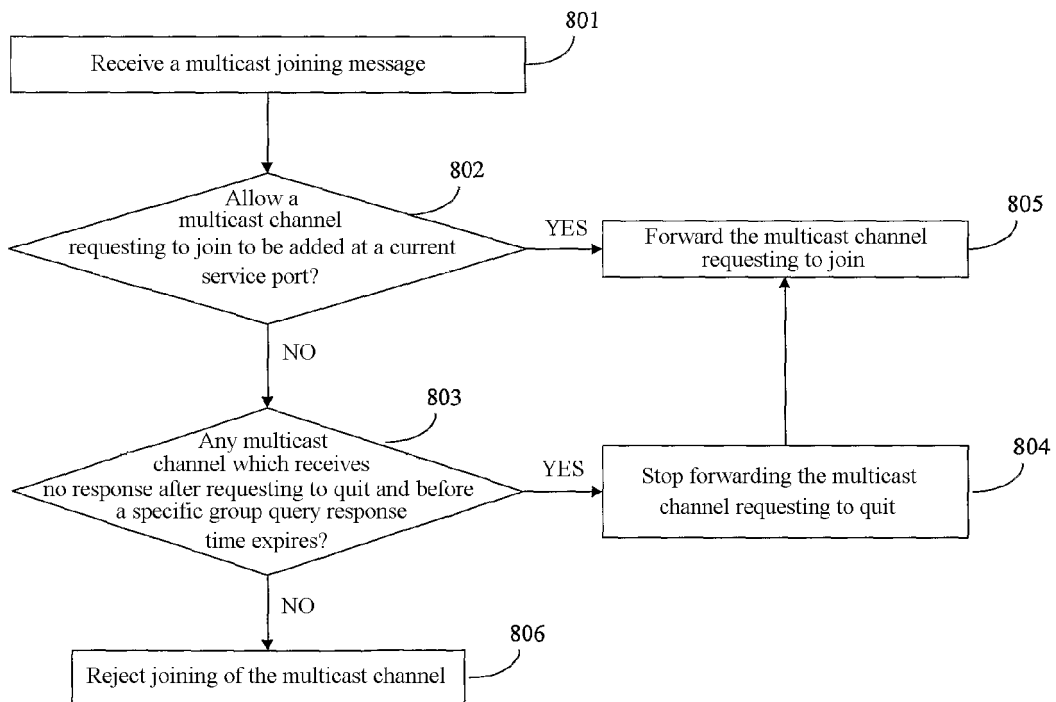 801
Receive a multicast joining message
802
Allow a
multicast channel
requesting to join to be added at a current
service port?
YES
805
Forward the multicast channel
requesting to join
NO
803
Any multicast
channel which receives
no response after requesting to quit and before
a specific group query response
time expires?
YES
804
Stop forwarding the multicast
channel requesting to quit
NO
806
Reject joining of the multicast channel